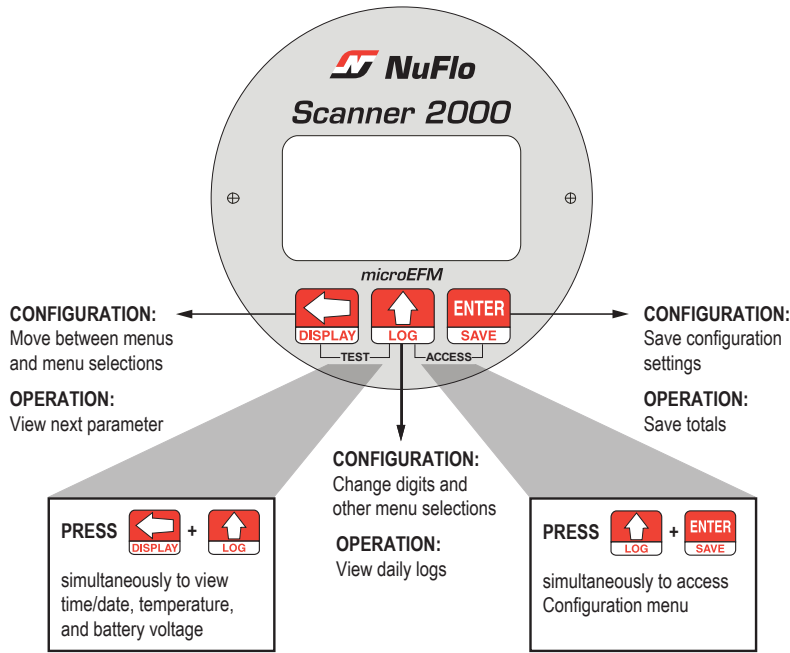 NuFlo
Scanner 2000
microEFM
ENTER
DISPLAY
LOG
SAVE
TEST
ACCESS
CONFIGURATION:
Move between menus
and menu selections
OPERATION:
View next parameter
CONFIGURATION:
Change digits and
other menu selections
OPERATION:
View daily logs
CONFIGURATION:
Save configuration
settings
OPERATION:
Save totals
PRESS DISPLAY + LOG
simultaneously to view
time/date, temperature,
and battery voltage
PRESS LOG + ENTER SAVE
simultaneously to access
Configuration menu